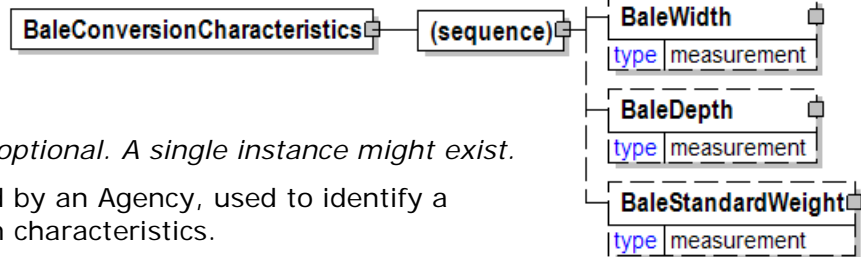 BaleConversionCharacteristics
(sequence)
BaleWidth
type measurement
BaleDepth
type measurement
optional. A single instance might exist.
by an Agency, used to identify a
characteristics.
BaleStandardWeight
type measurement